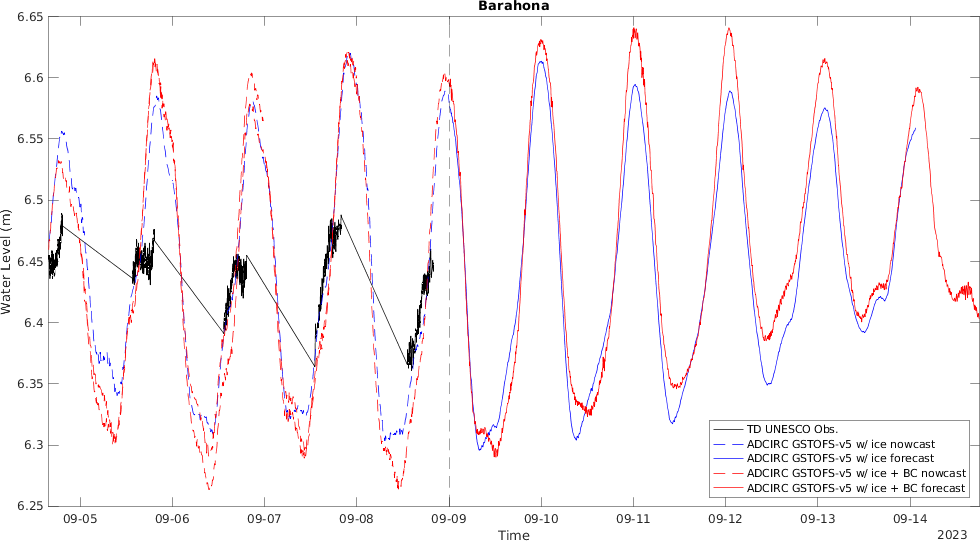 Barahona
6.65
6.6
6.55
6.5
6.45
6.4
6.35
6.3
6.25
Water Level (m)
09-05 09-06 09-07 09-08 09-09 09-10 09-11 09-12 09-13 09-14
Time
2023
TD UNESCO Obs.
ADCIRC GSTOFS-v5 w/ ice nowcast
ADCIRC GSTOFS-v5 w/ ice forecast
ADCIRC GSTOFS-v5 w/ ice + BC nowcast
ADCIRC GSTOFS-v5 w/ ice + BC forecast